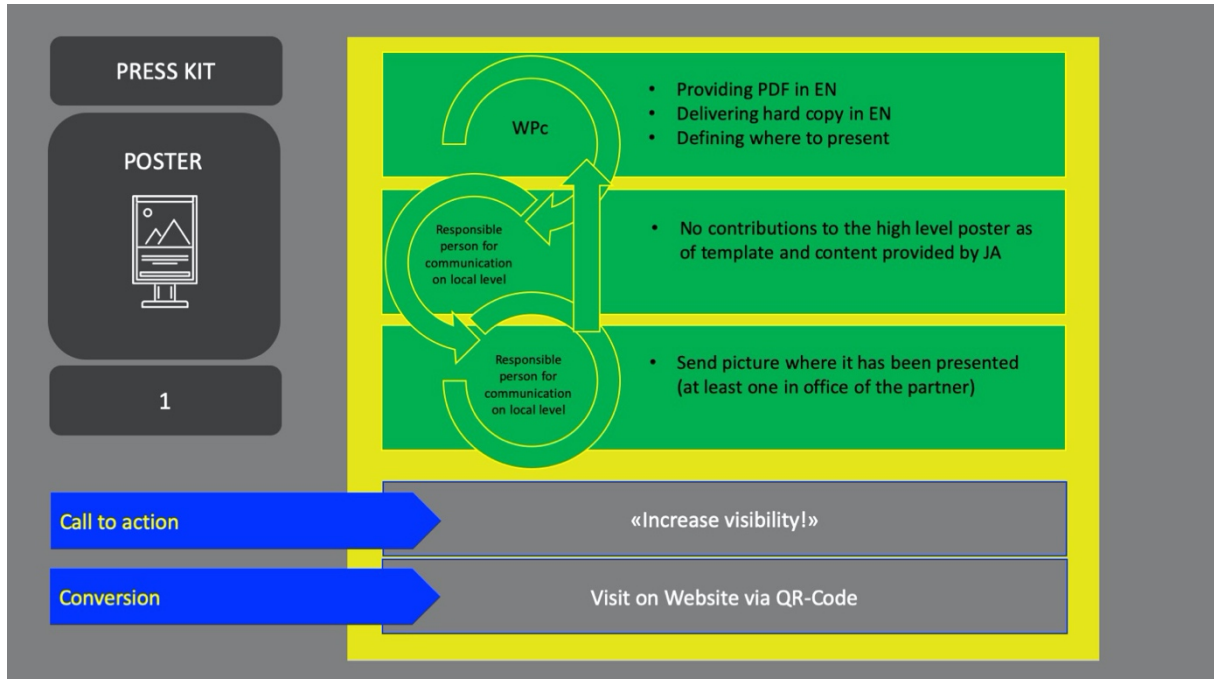 PRESS KIT
POSTER
1
WPc
• Providing PDF in EN
• Delivering hard copy in EN
• Defining where to present
Responsible
person for
communication
on local level
• No contributions to the high level poster as
of template and content provided by JA
Responsible
person for
communication
on local level
• Send picture where it has been presented
(at least one in office of the partner)
Call to action
«Increase visibility!»
Conversion
Visit on Website via QR-Code